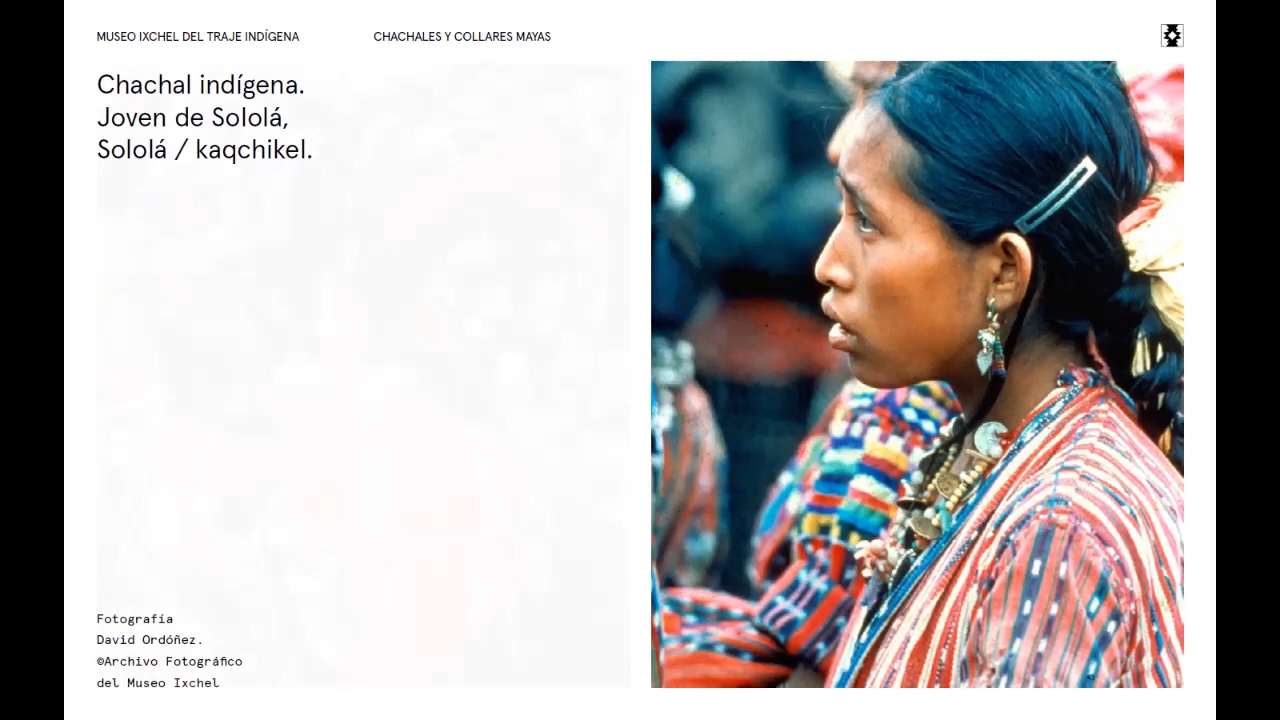 MUSEO IXCHEL DEL TRAJE INDÍGENA
CHACHALES Y COLLARES MAYAS
Chachal indígena.
Joven de Sololá,
Sololá / kaqchikel.
Fotografía
David Ordóñez.
©Archivo Fotográfico
del Museo Ixchel